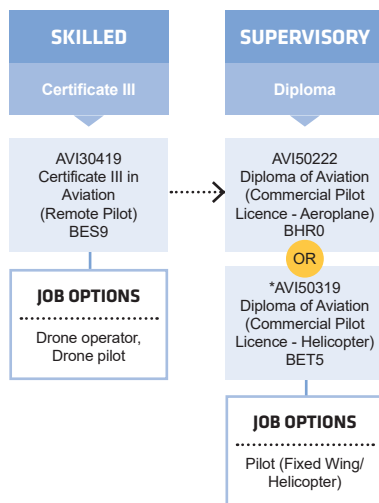 SKILLED
Certificate III
AVI30419
Certificate III in
Aviation
(Remote Pilot)
BES9
JOB OPTIONS
Drone operator,
Drone pilot
SUPERVISORY
Diploma
AVI50222
Diploma of Aviation
(Commercial Pilot
Licence - Aeroplane)
BHR0
OR
*AVI50319
Diploma of Aviation
(Commercial Pilot
Licence - Helicopter)
BET5
JOB OPTIONS
Pilot (Fixed Wing/
Helicopter)